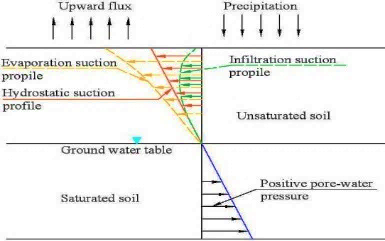 Upward flux
Precipitation
Evaporation suction
propile
Infiltration suction
propile
Hydrostatic suction
profile
Unsaturated soil
Ground water table
Saturated soil
Positive pore-water
pressure